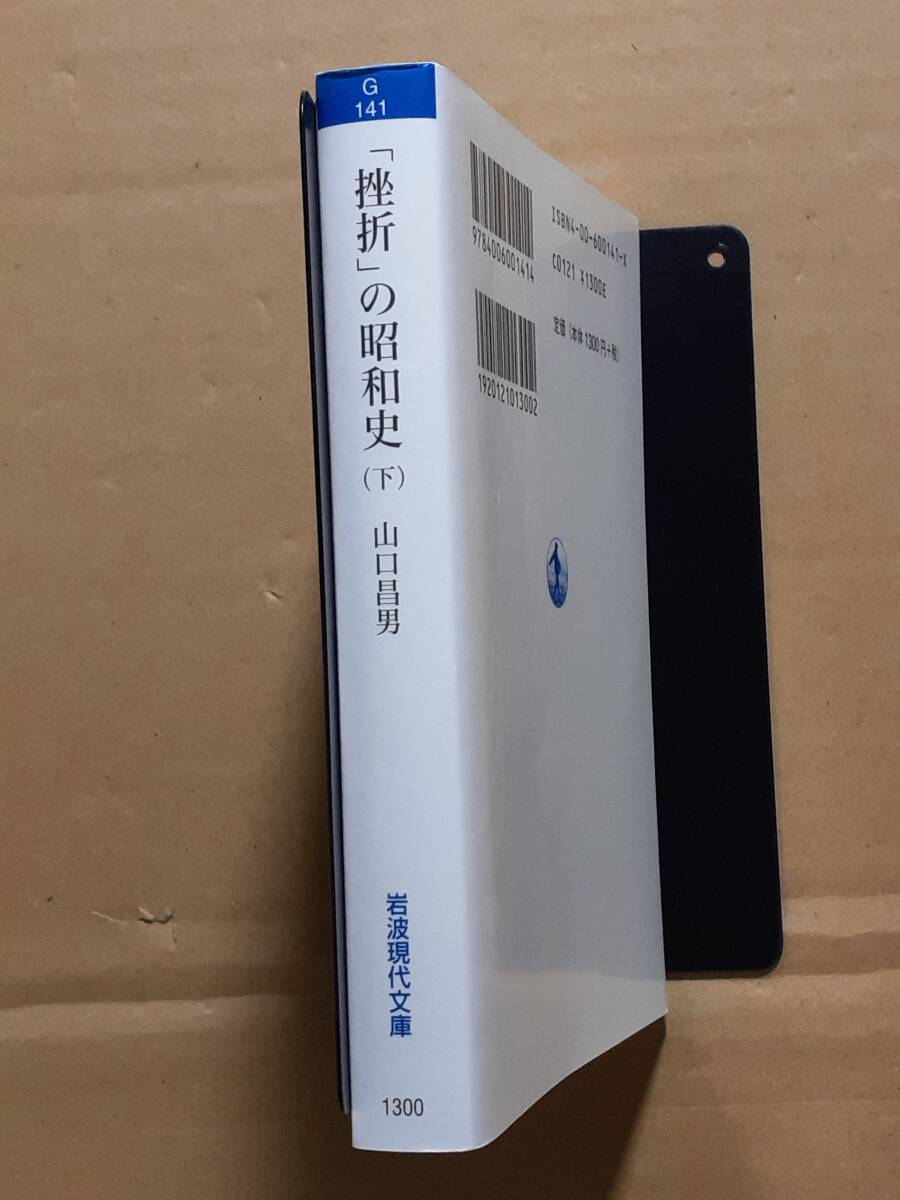 G
141
「挫折」の昭和史(下)
山口昌男
岩波現代文庫
1300
9784006001414
ISBN4-00-600141-X
C0121 ¥1300E
定価(本体1300円+税)
1920121013002